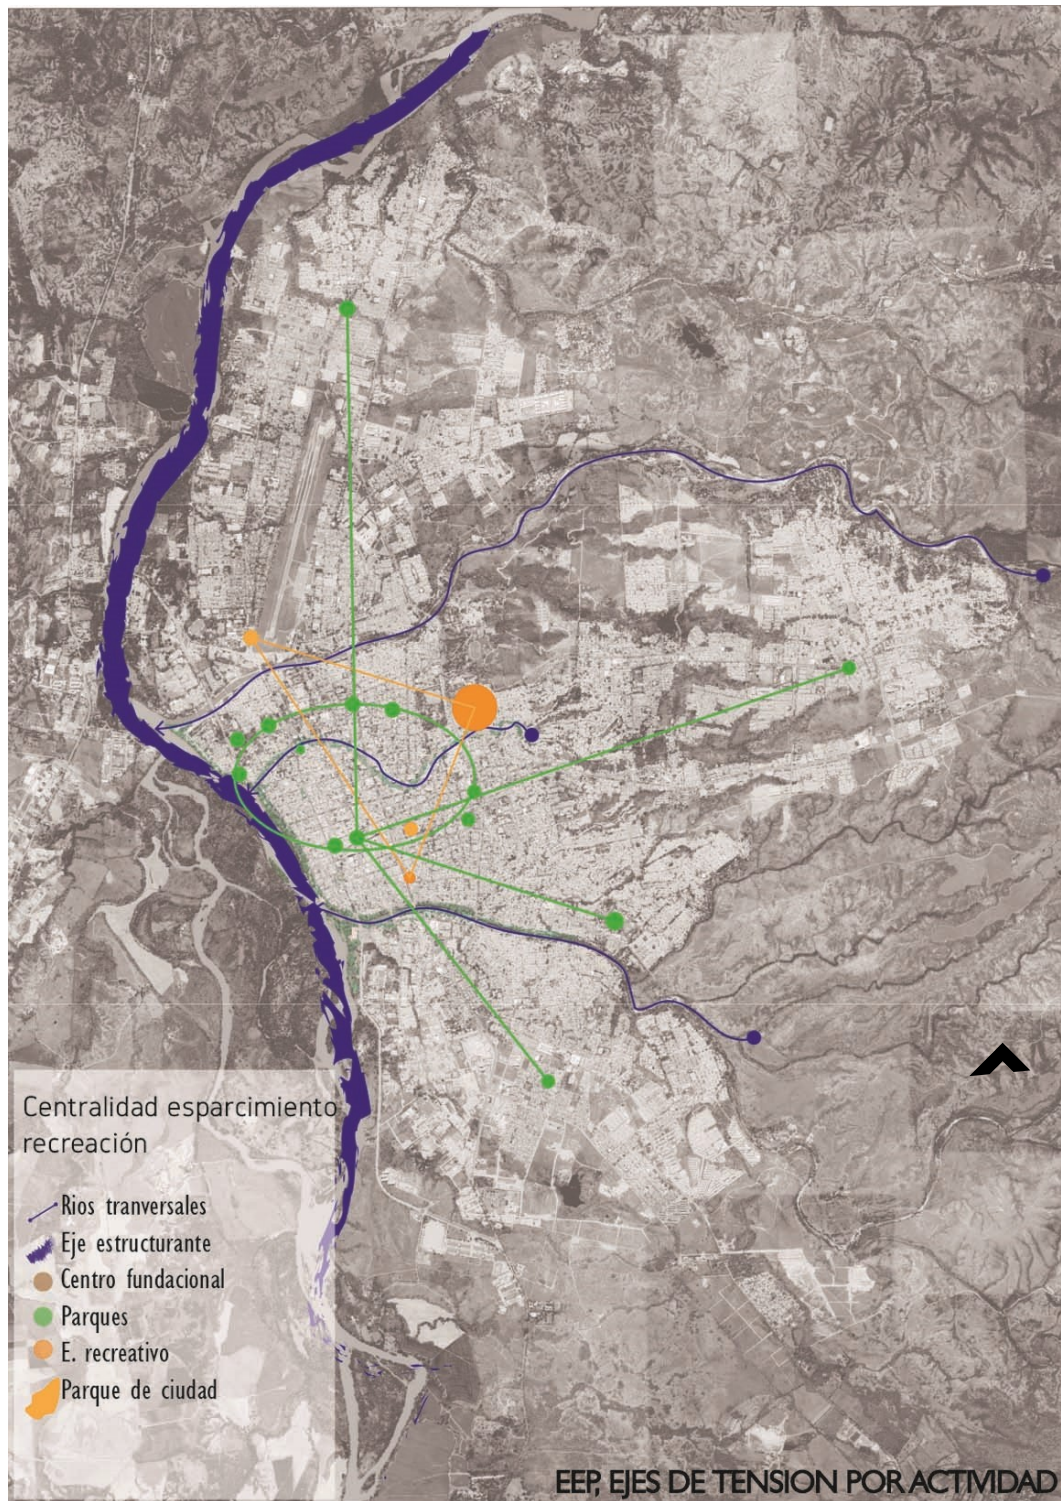 Centralidad esparcimiento
recreación
Rios tranversales
Eje estructurante
Centro fundacional
Parques
E. recreativo
Parque de ciudad
EEP, EJES DE TENSION POR ACTIVIDAD